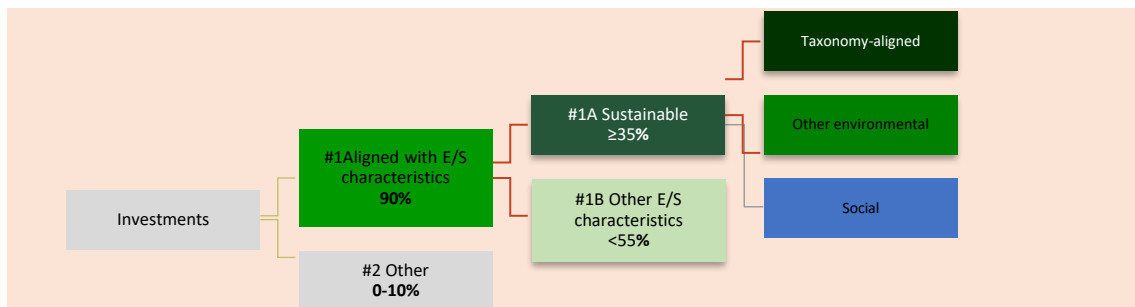 Investments
#1Aligned with E/S
characteristics
90%
#2 Other
0-10%
#1A Sustainable
≥35%
#1B Other E/S
characteristics
<55%
Taxonomy-aligned
Other environmental
Social